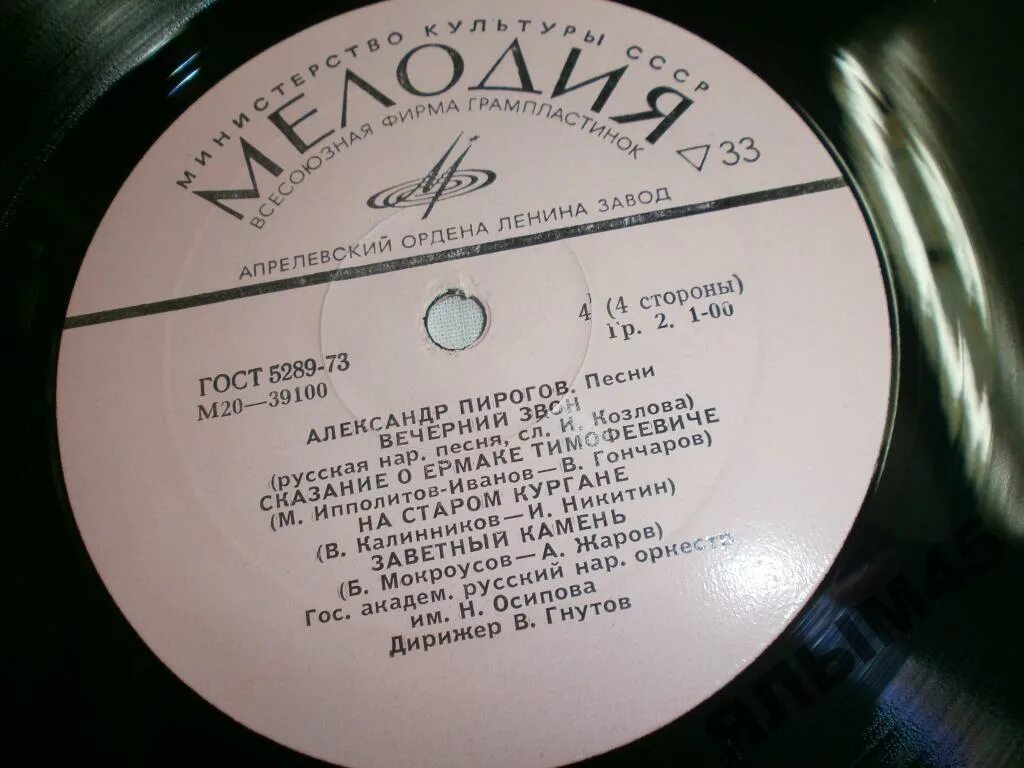 МИНИСТЕРСТВО КУЛЬТУРЫ СССР
МЕЛОДИЯ
ВСЕСОЮЗНАЯ ФИРМА ГРАМПЛАСТИНОК
33
АПРЕЛЕВСКИЙ ОРДЕНА ЛЕНИНА ЗАВОД
4 (4 стороны)
Гр. 2. 1-00
ГОСТ 5289-73
М20—39100
АЛЕКСАНДР ПИРОГОВ. Песни
ВЕЧЕРНИЙ ЗВОН
(русская нар. песня, сл. И. Козлова)
СКАЗАНИЕ О ЕРМАКЕ ТИМОФЕЕВИЧЕ
(М. Ипполитов-Иванов—В. Гончаров)
НА СТАРОМ КУРГАНЕ
(В. Калинников—И. Никитин)
ЗАВЕТНЫЙ КАМЕНЬ
(Б. Мокроусов—А. Жаров)
Гос. академ. русский нар. оркестр
им. Н. Осипова
Дирижер В. Гнутов
ЯЛЫМ45